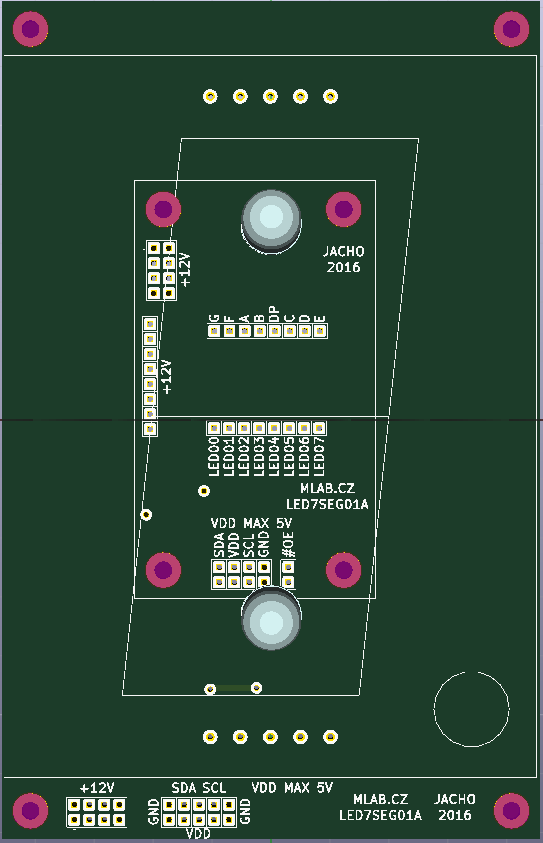 JACHO
2016
+12V
G F A B DP C D E
+12V
LED00 LED01 LED02 LED03 LED04 LED05 LED06 LED07
MLAB.CZ
LED7SEG01A
VDD MAX 5V
SDA VDD SCL GND #OE
+12V
SDA SCL
VDD MAX 5V
GND
GND
VDD
MLAB.CZ
LED7SEG01A
JACHO
2016